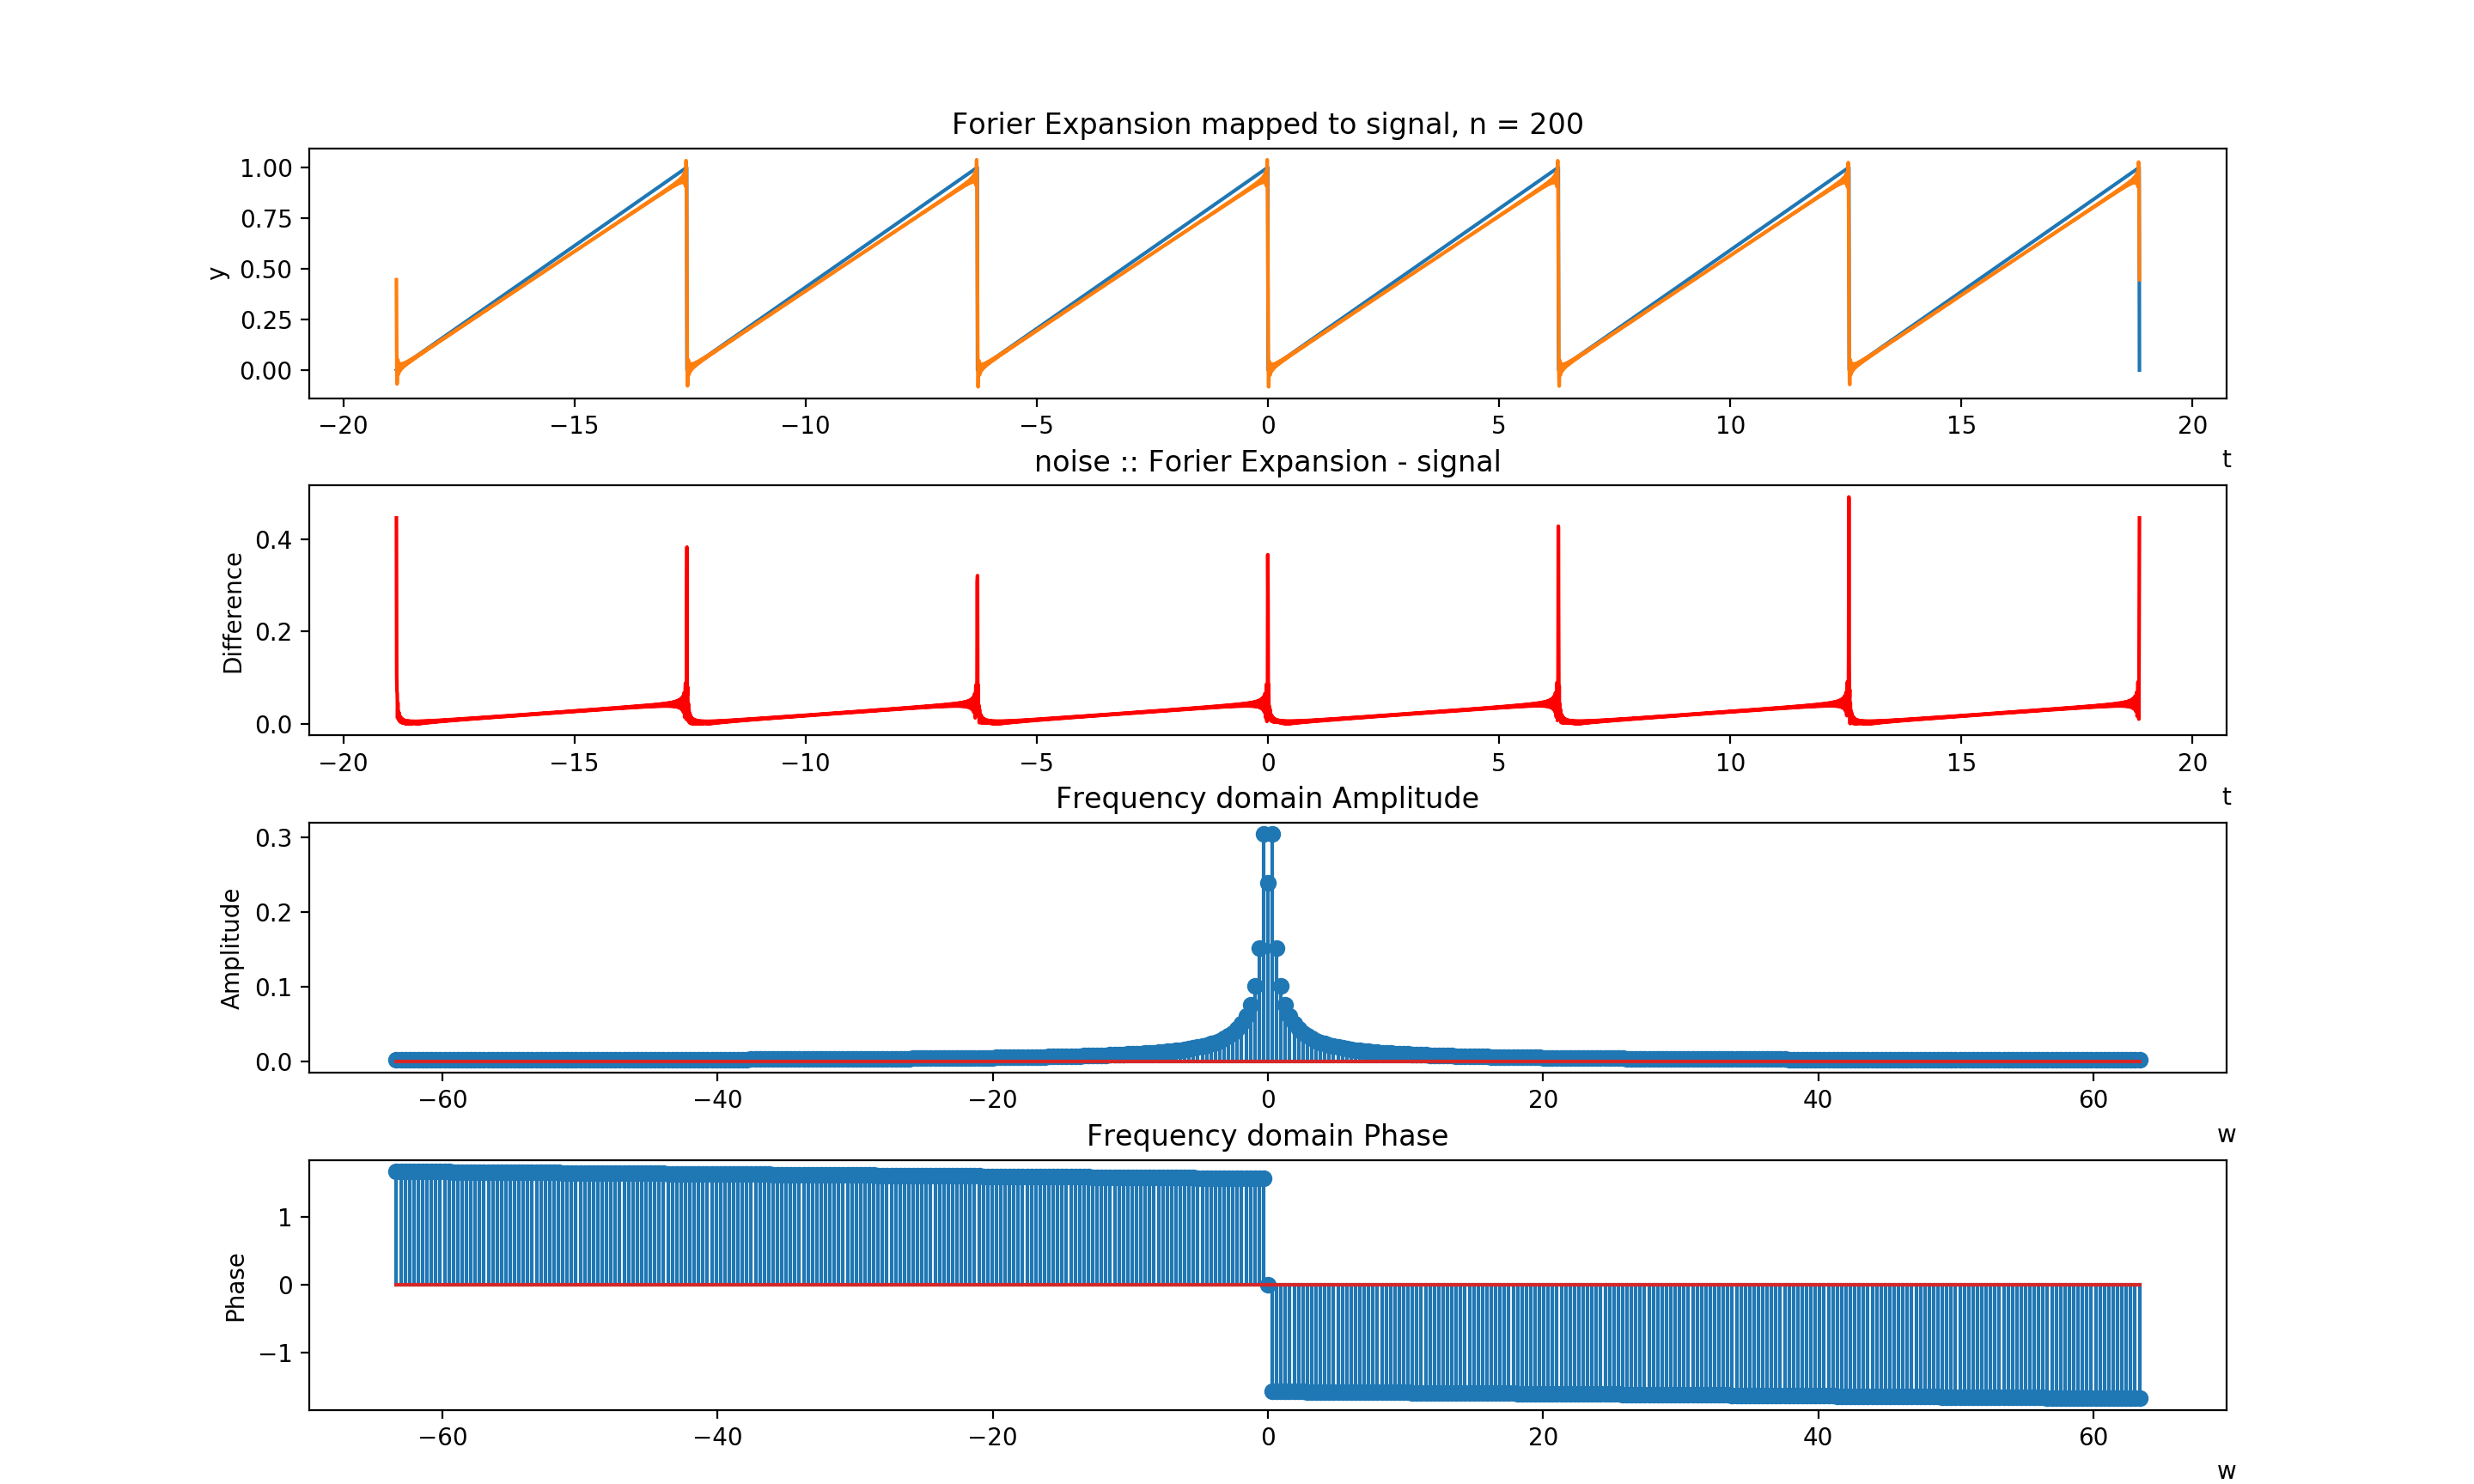 Forier Expansion mapped to signal, n = 200
1.00
0.75
0.50
0.25
0.00
y
−20 −15 −10 −5 0 5 10 15 20
t
noise :: Forier Expansion - signal
0.4
0.2
0.0
Difference
−20 −15 −10 −5 0 5 10 15 20
t
Frequency domain Amplitude
0.3
0.2
0.1
0.0
Amplitude
−60 −40 −20 0 20 40 60
w
Frequency domain Phase
1
0
−1
Phase
−60 −40 −20 0 20 40 60
w